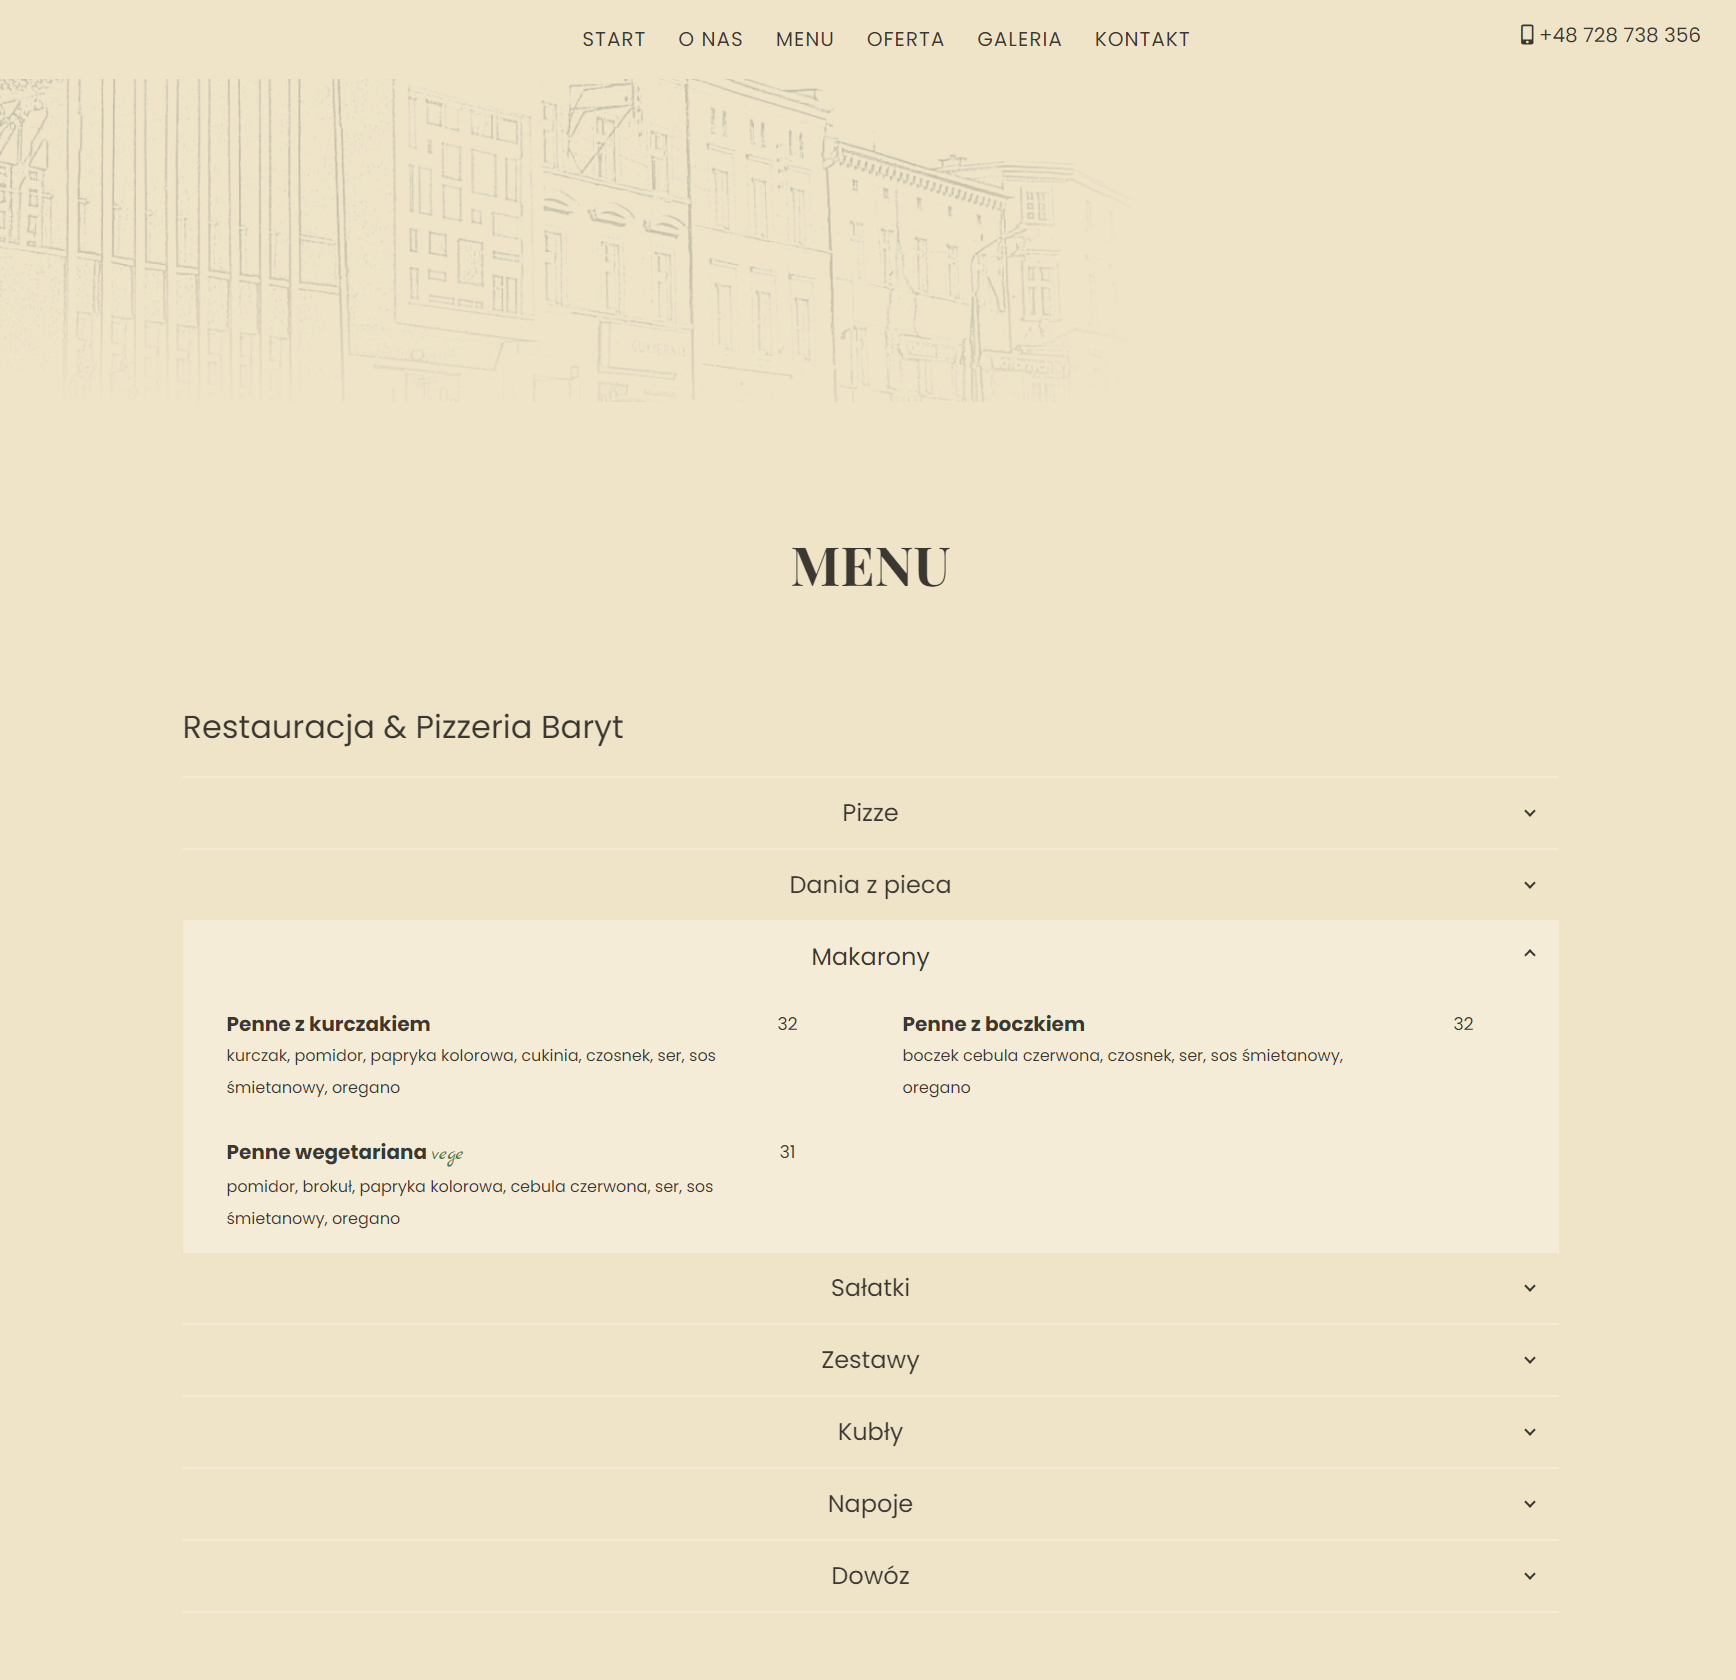 START O NAS MENU OFERTA GALERIA KONTAKT
+48 728 738 356
MENU
Restauracja & Pizzeria Baryt
Pizze
Dania z pieca
Makarony
Penne z kurczakiem 32
kurczak, pomidor, papryka kolorowa, cukinia, czosnek, ser, sos
śmietanowy, oregano
Penne z boczkiem 32
boczek cebula czerwona, czosnek, ser, sos śmietanowy,
oregano
Penne wegetariana vege 31
pomidor, brokuł, papryka kolorowa, cebula czerwona, ser, sos
śmietanowy, oregano
Sałatki
Zestawy
Kubły
Napoje
Dowóz